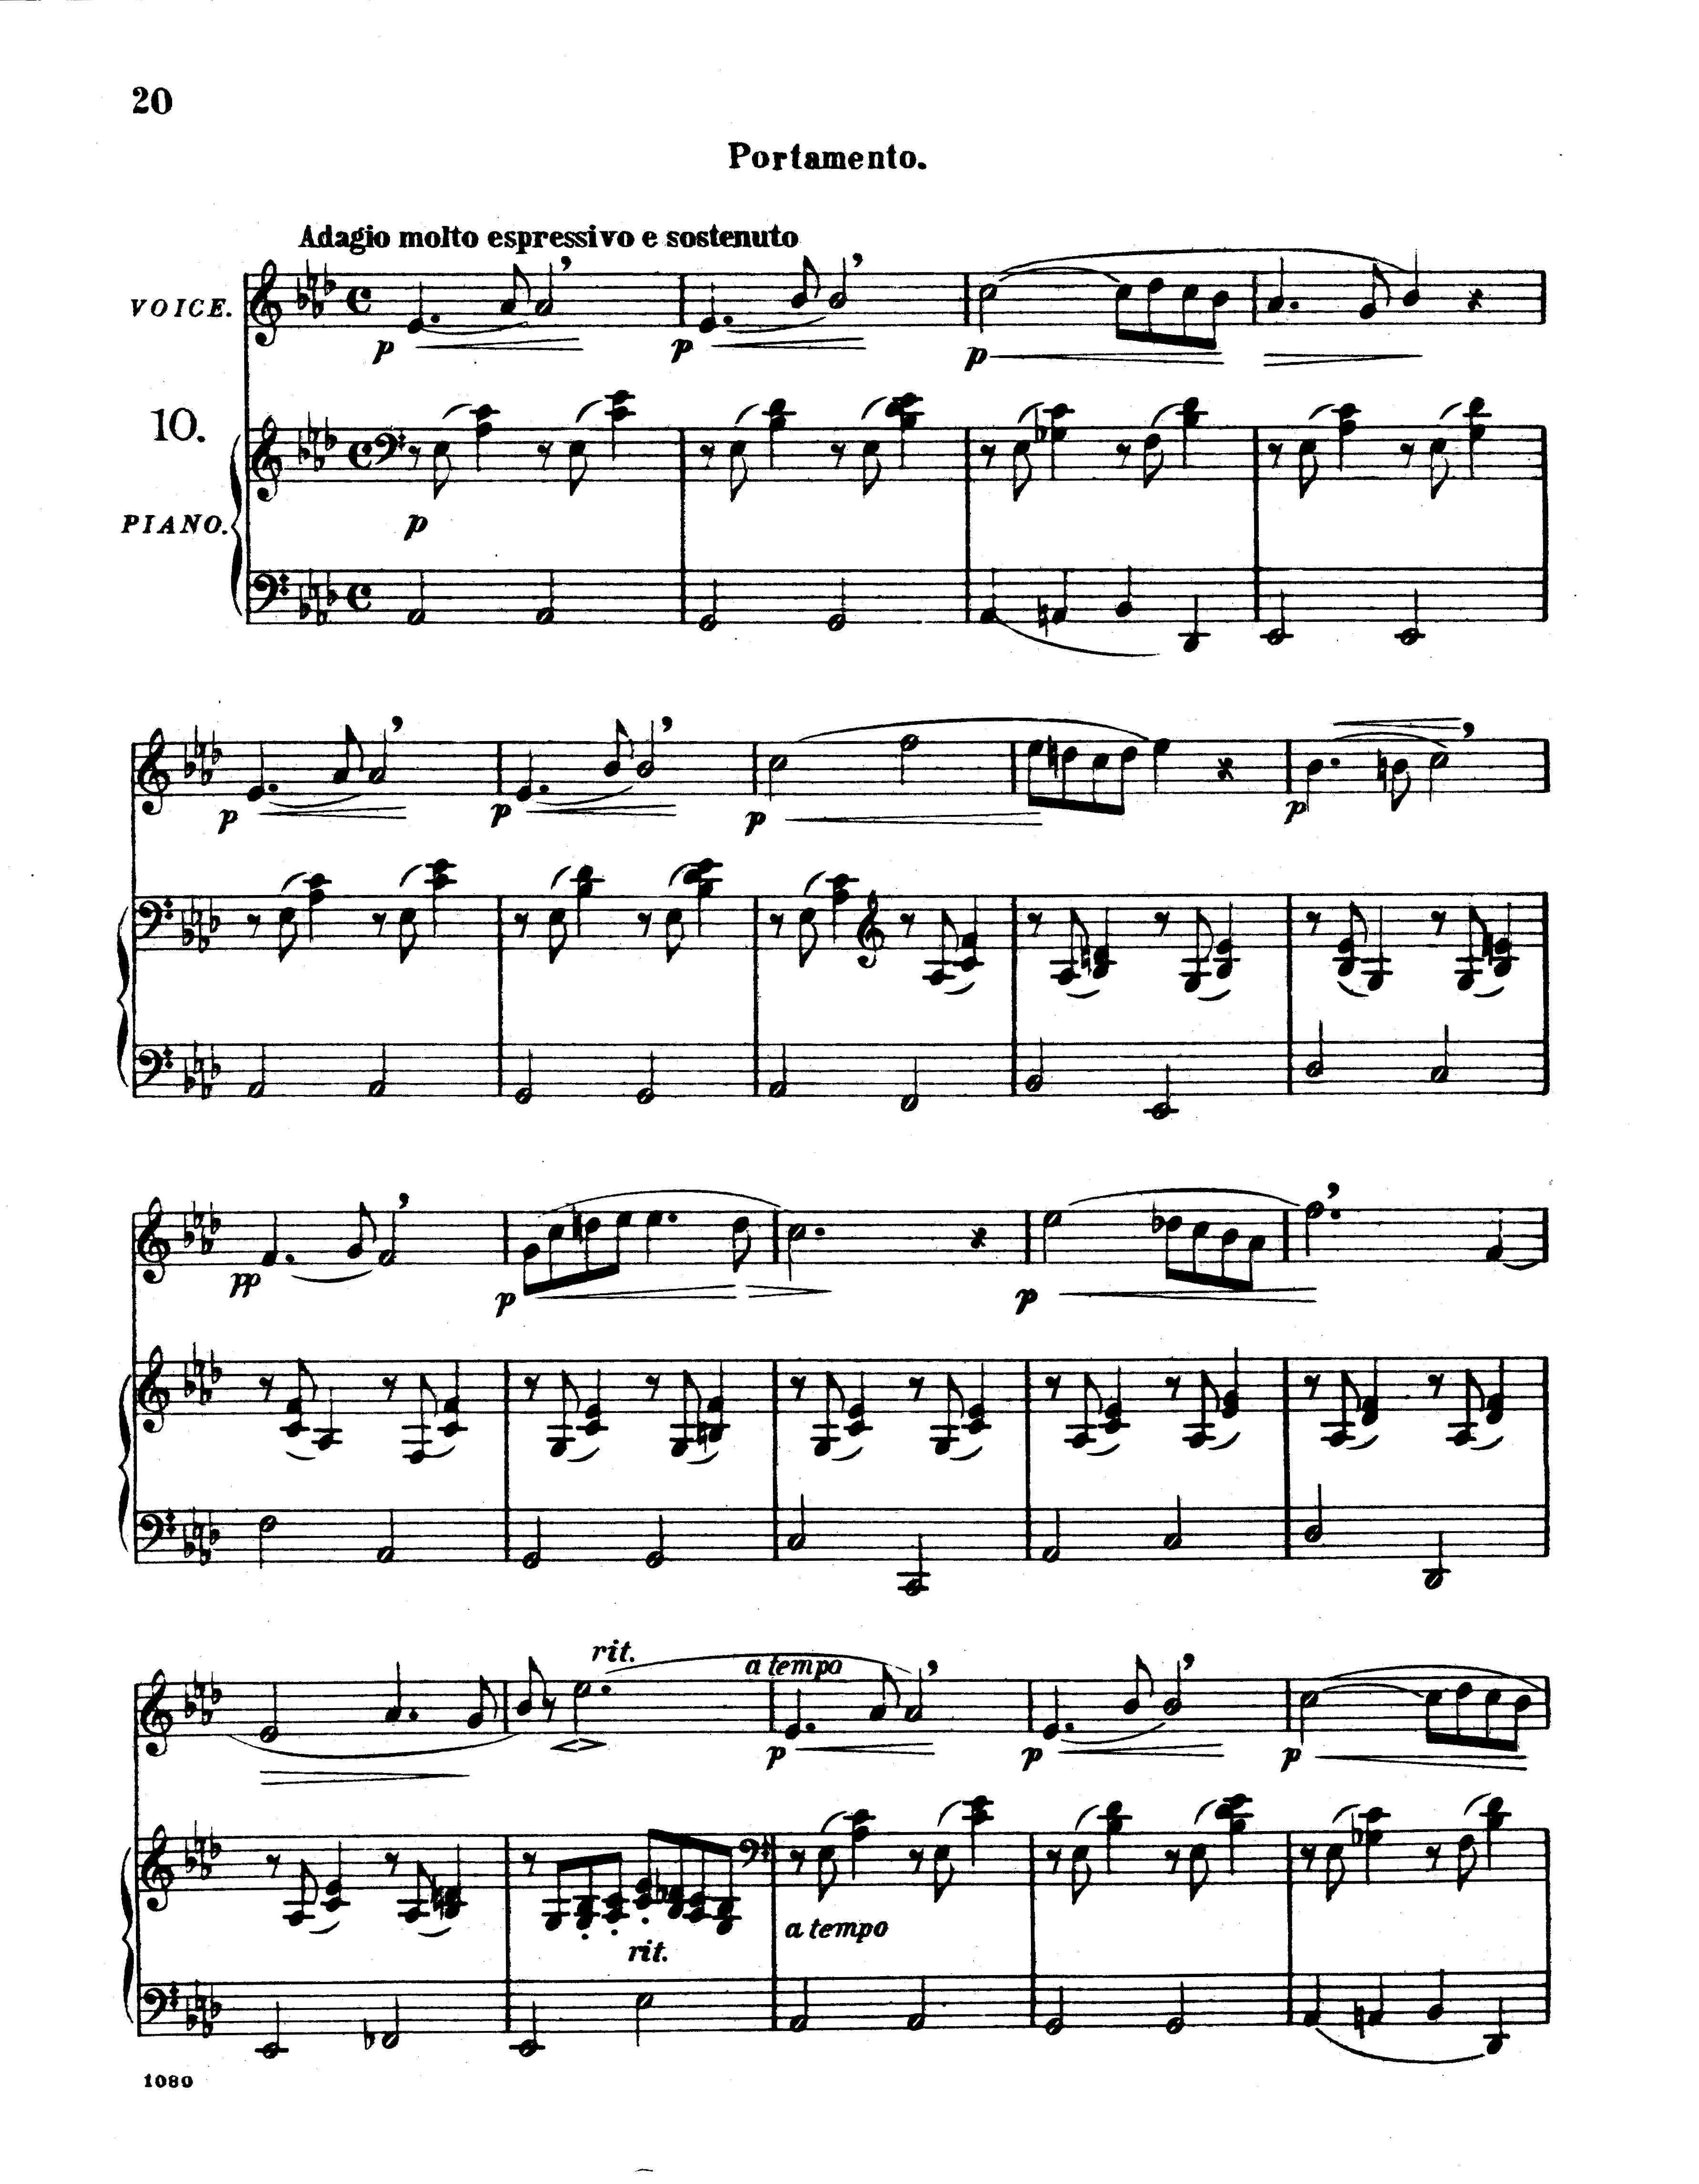 20
Portamento.
Adagio molto espressivo e sostenuto
VOICE.
p p p
10.
PIANO.
p
p p p p
pp p p
rit. a tempo
p p p
a tempo
rit.
1080